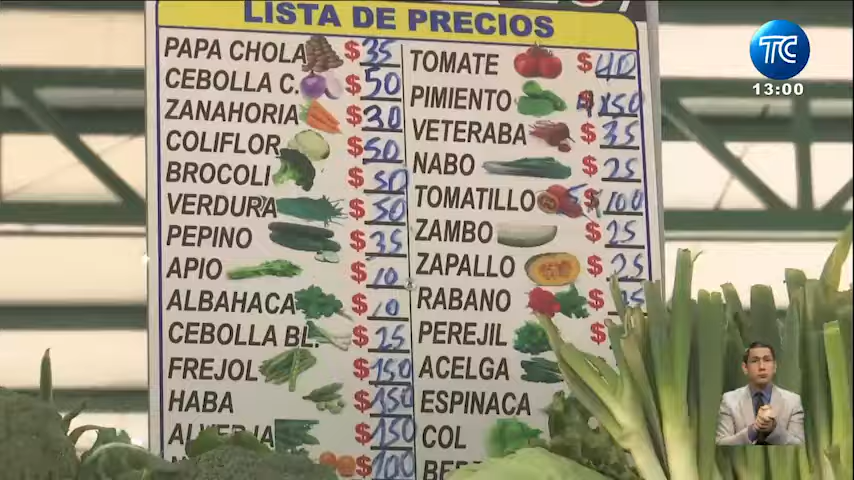 LISTA DE PRECIOS
PAPA CHOLA $ 35
CEBOLLA C. $ 50
ZANAHORIA $ 30
COLIFLOR $ 50
BROCOLI $ 50
VERDURA $ 50
PEPINO $ 35
APIO $ 10
ALBAHACA $ 10
CEBOLLA BL. $ 25
FREJOL $ 150
HABA $ 150
ALVERJA $ 150
$ 100
TOMATE $ 40
PIMIENTO $ 150
VETERABA $ 35
NABO $ 25
TOMATILLO $ 100
ZAMBO $ 25
ZAPALLO $ 25
RABANO $
PEREJIL $
ACELGA
ESPINACA
COL
TC
13:00